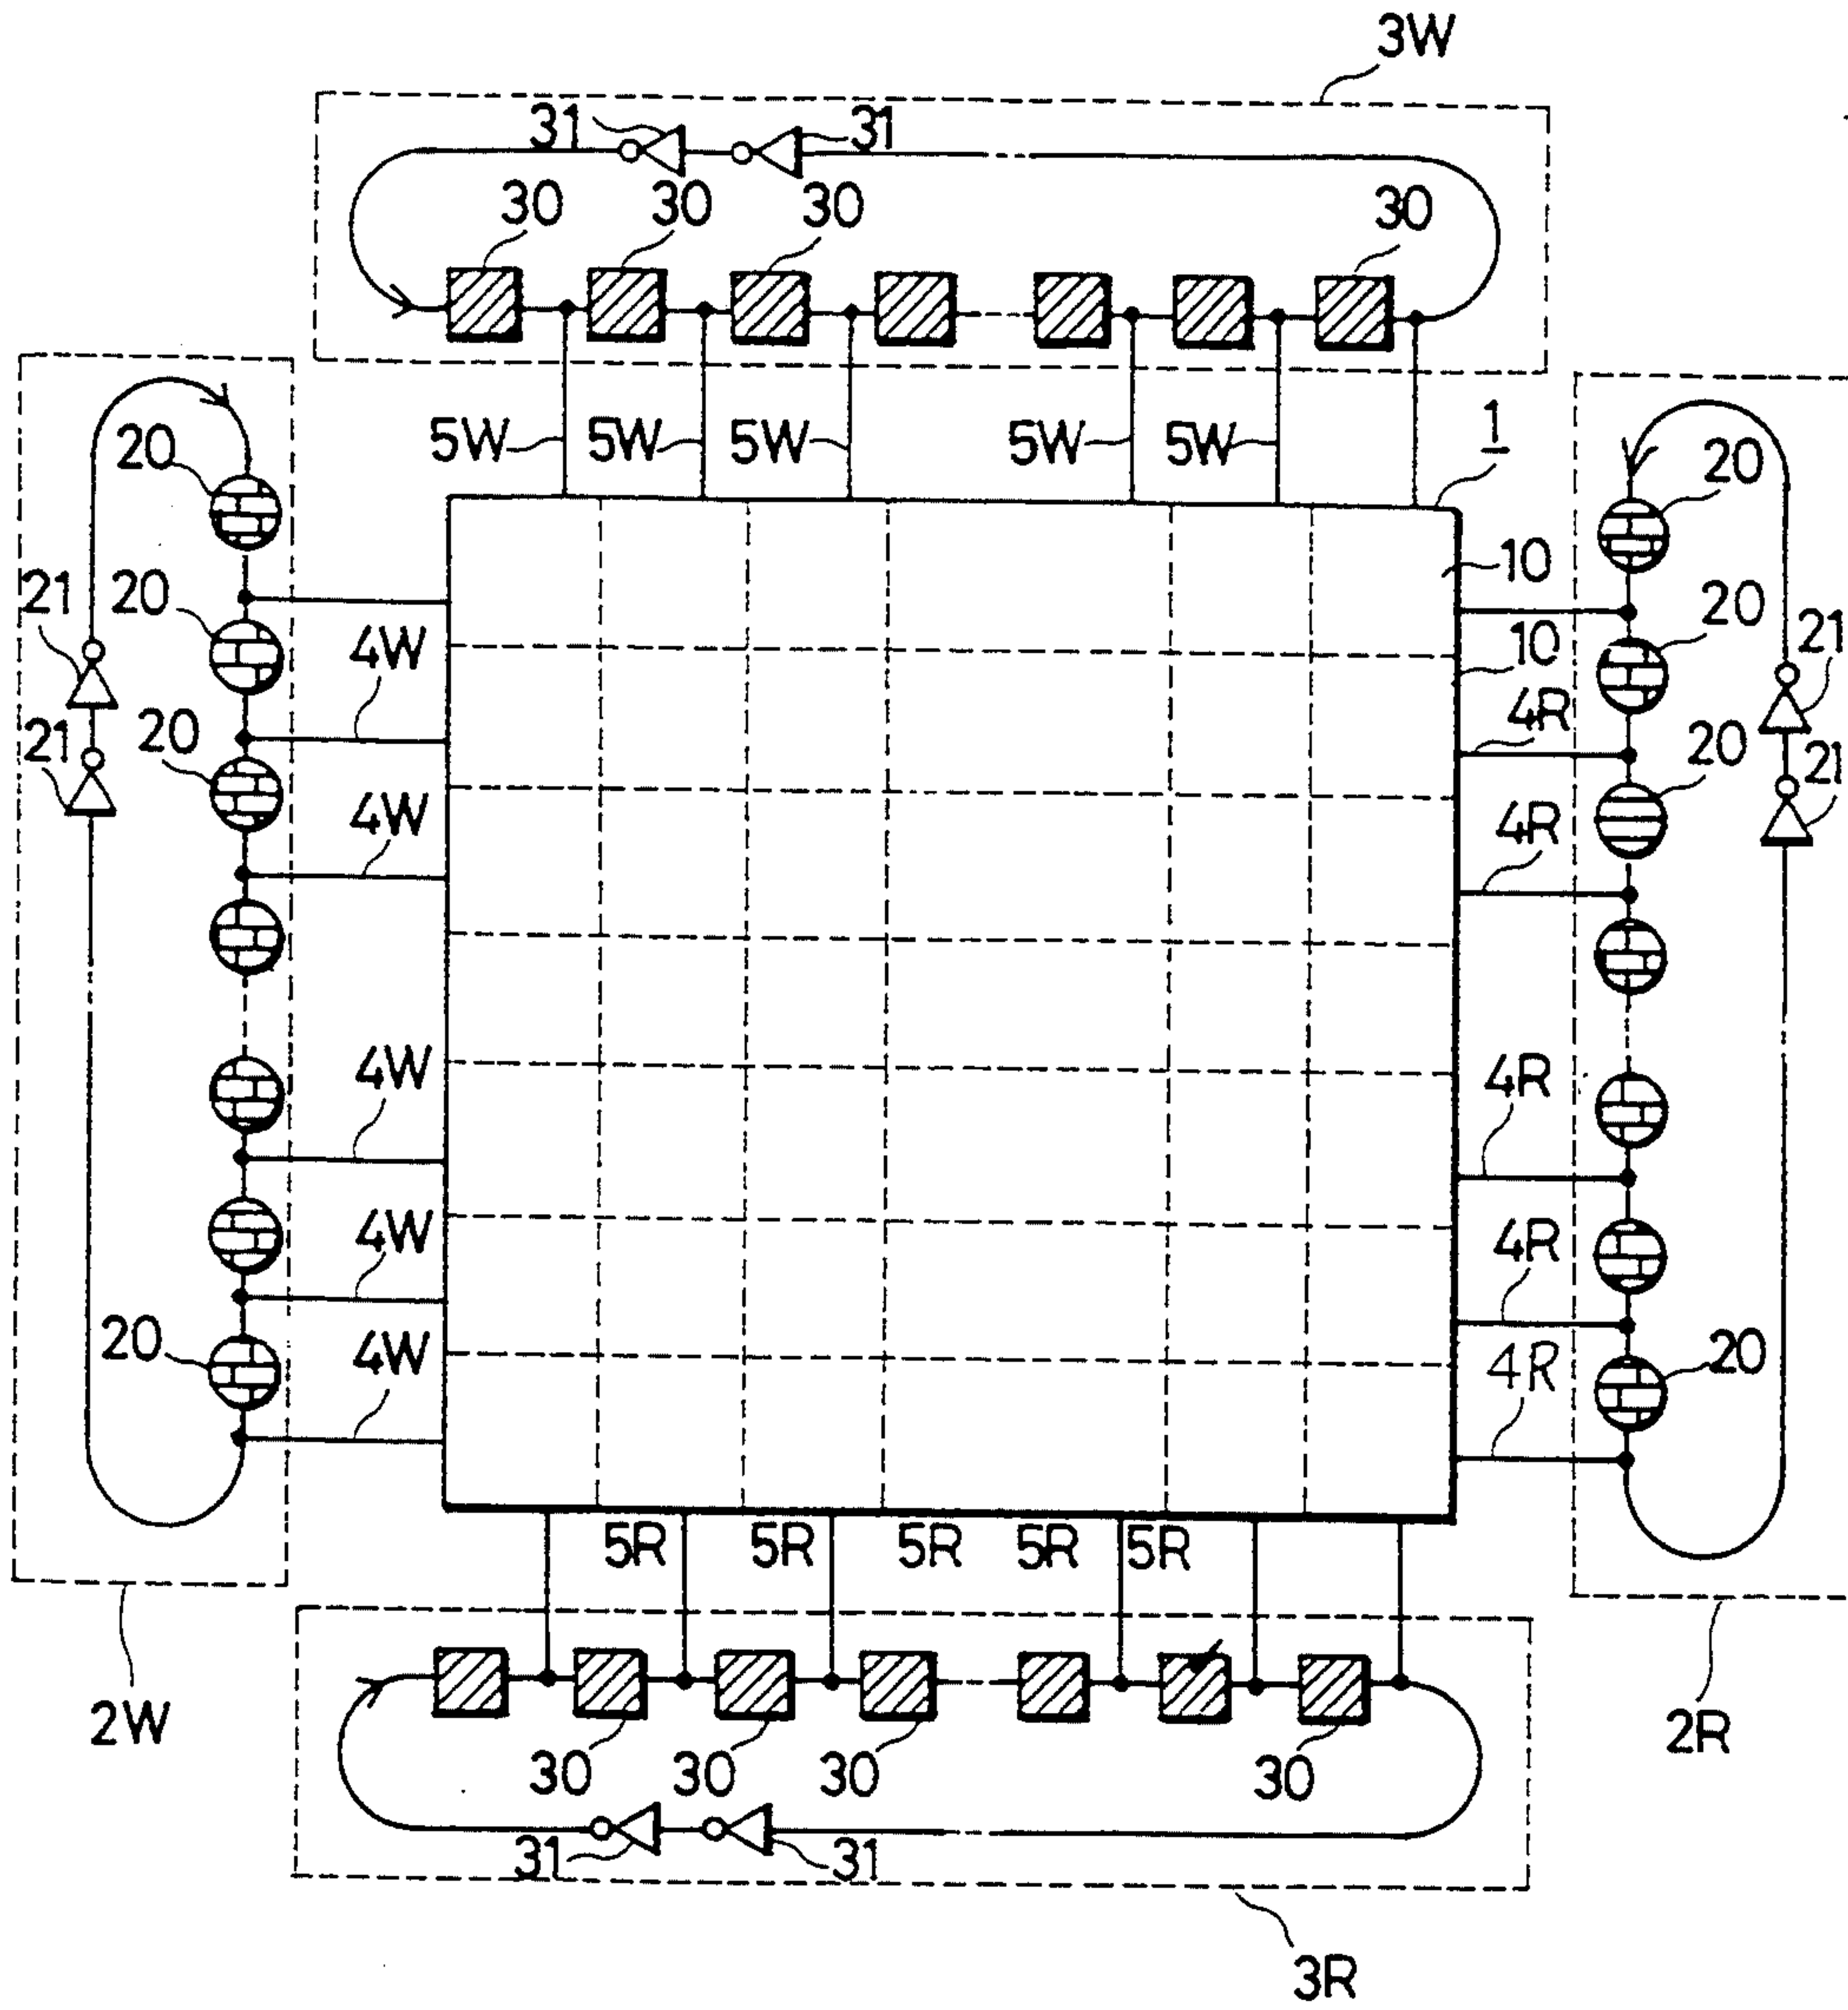 3W
31 31
30 30 30 30
5W 5W 5W 5W 5W 1
20 20
10
21 20 20
4W 10 21
4R
21 20 20 21
4W 4R
4W 4R
4W 4R
20 4W 20
4R
5R 5R 5R 5R 5R
2W 2R
30 30 30 30
31 31
3R